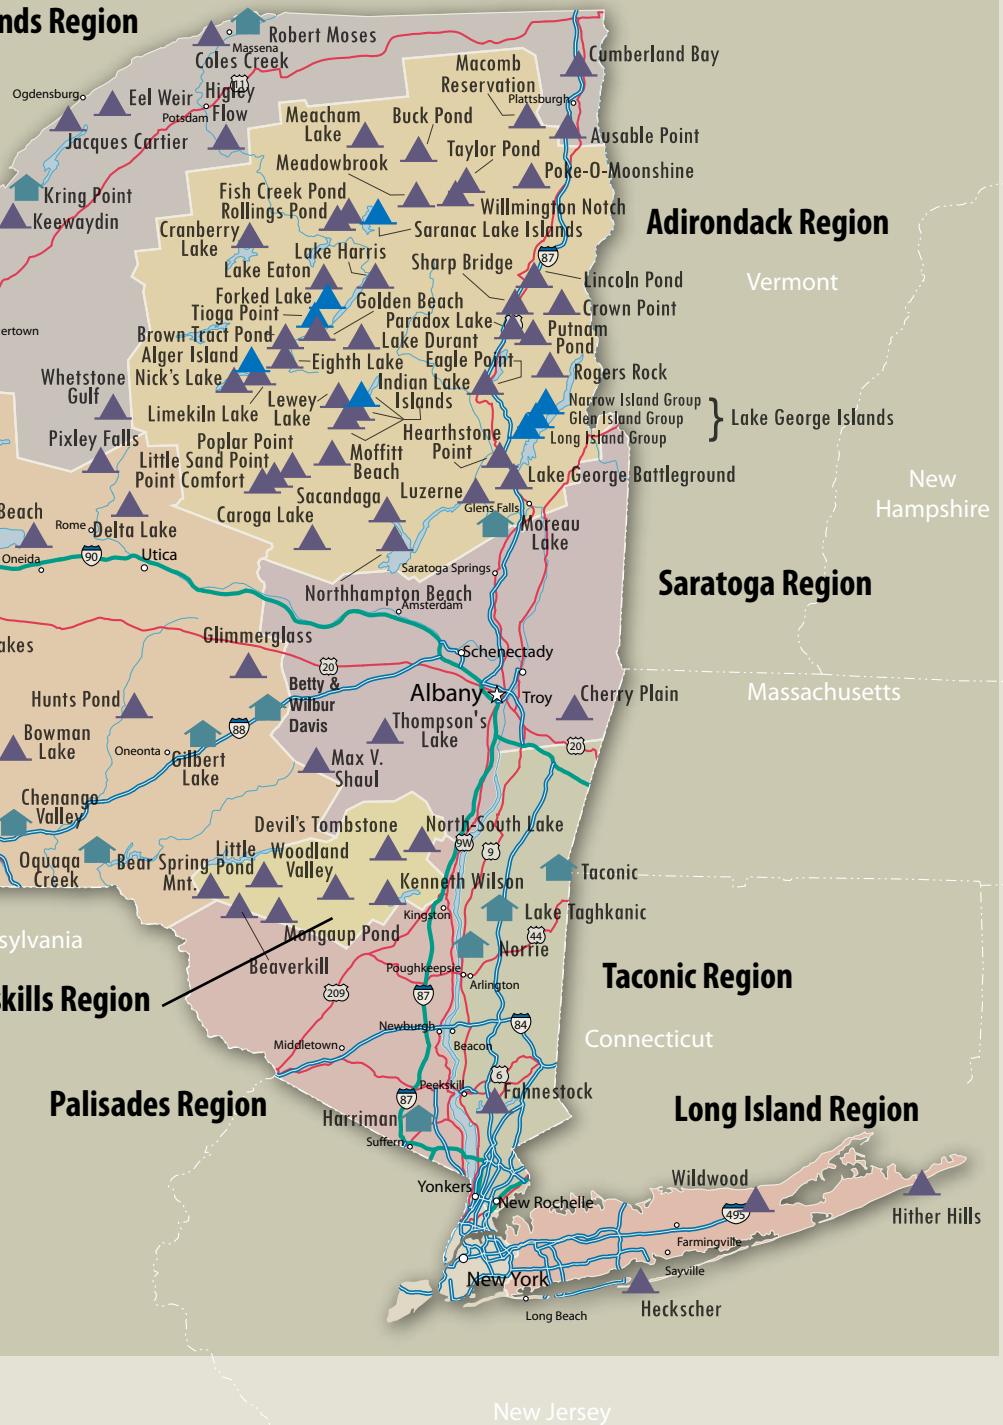 nds Region
Robert Moses
Massena
Coles Creek
Cumberland Bay
Macomb
Reservation
11
Ogdensburg
Eel Weir
Higley
Flow
Potsdam
Plattsburgh
Meacham
Lake
Buck Pond
Jacques Cartier
Ausable Point
Taylor Pond
Meadowbrook
Poke-O-Moonshine
Kring Point
Keewaydin
Fish Creek Pond
Rollings Pond
Willmington Notch
Adirondack Region
Cranberry
Lake
Saranac Lake Islands
Lake Harris
Sharp Bridge
87
Lake Eaton
Lincoln Pond
Vermont
Forked Lake
Golden Beach
Crown Point
Tioga Point
Paradox Lake
Putnam
Pond
ertown
Brown Tract Pond
Lake Durant
Alger Island
Eighth Lake
Eagle Point
Whetstone
Gulf
Nick's Lake
Indian Lake
Islands
Rogers Rock
Limekiln Lake
Lewey
Lake
Narrow Island Group
Glen Island Group
Long Island Group
} Lake George Islands
Pixley Falls
Poplar Point
Hearthstone
Point
Little Sand Point
Moffitt
Beach
Point Comfort
Lake George Battleground
New
Hampshire
Sacandaga
Luzerne
Beach
Rome
Delta Lake
Caroga Lake
Glens Falls
Moreau
Lake
Oneida
90
Utica
Saratoga Springs
Saratoga Region
Northhampton Beach
Amsterdam
akes
Glimmerglass
Schenectady
20
Betty &
Wilbur
Davis
Albany
Troy
Cherry Plain
Massachusetts
Hunts Pond
88
Thompson's
Lake
Bowman
Lake
Oneonta
Gilbert
Lake
20
Max V.
Shaul
Chenango
Valley
Devil's Tombstone
North-South Lake
9W
9
Oquaga
Creek
Bear Spring
Mnt.
Little
Pond
Woodland
Valley
Taconic
Kenneth Wilson
Kingston
Lake Taghkanic
sylvania
Mongaup Pond
44
Norrie
Beaverkill
Poughkeepsie
Arlington
Taconic Region
skills Region
209
87
Newburgh
84
Connecticut
Middletown
Beacon
6
Peekskill
Fahnestock
Palisades Region
87
Harriman
Long Island Region
Suffern
Yonkers
Wildwood
New Rochelle
495
Hither Hills
Farmingville
New York
Sayville
Long Beach
Heckscher
New Jersey